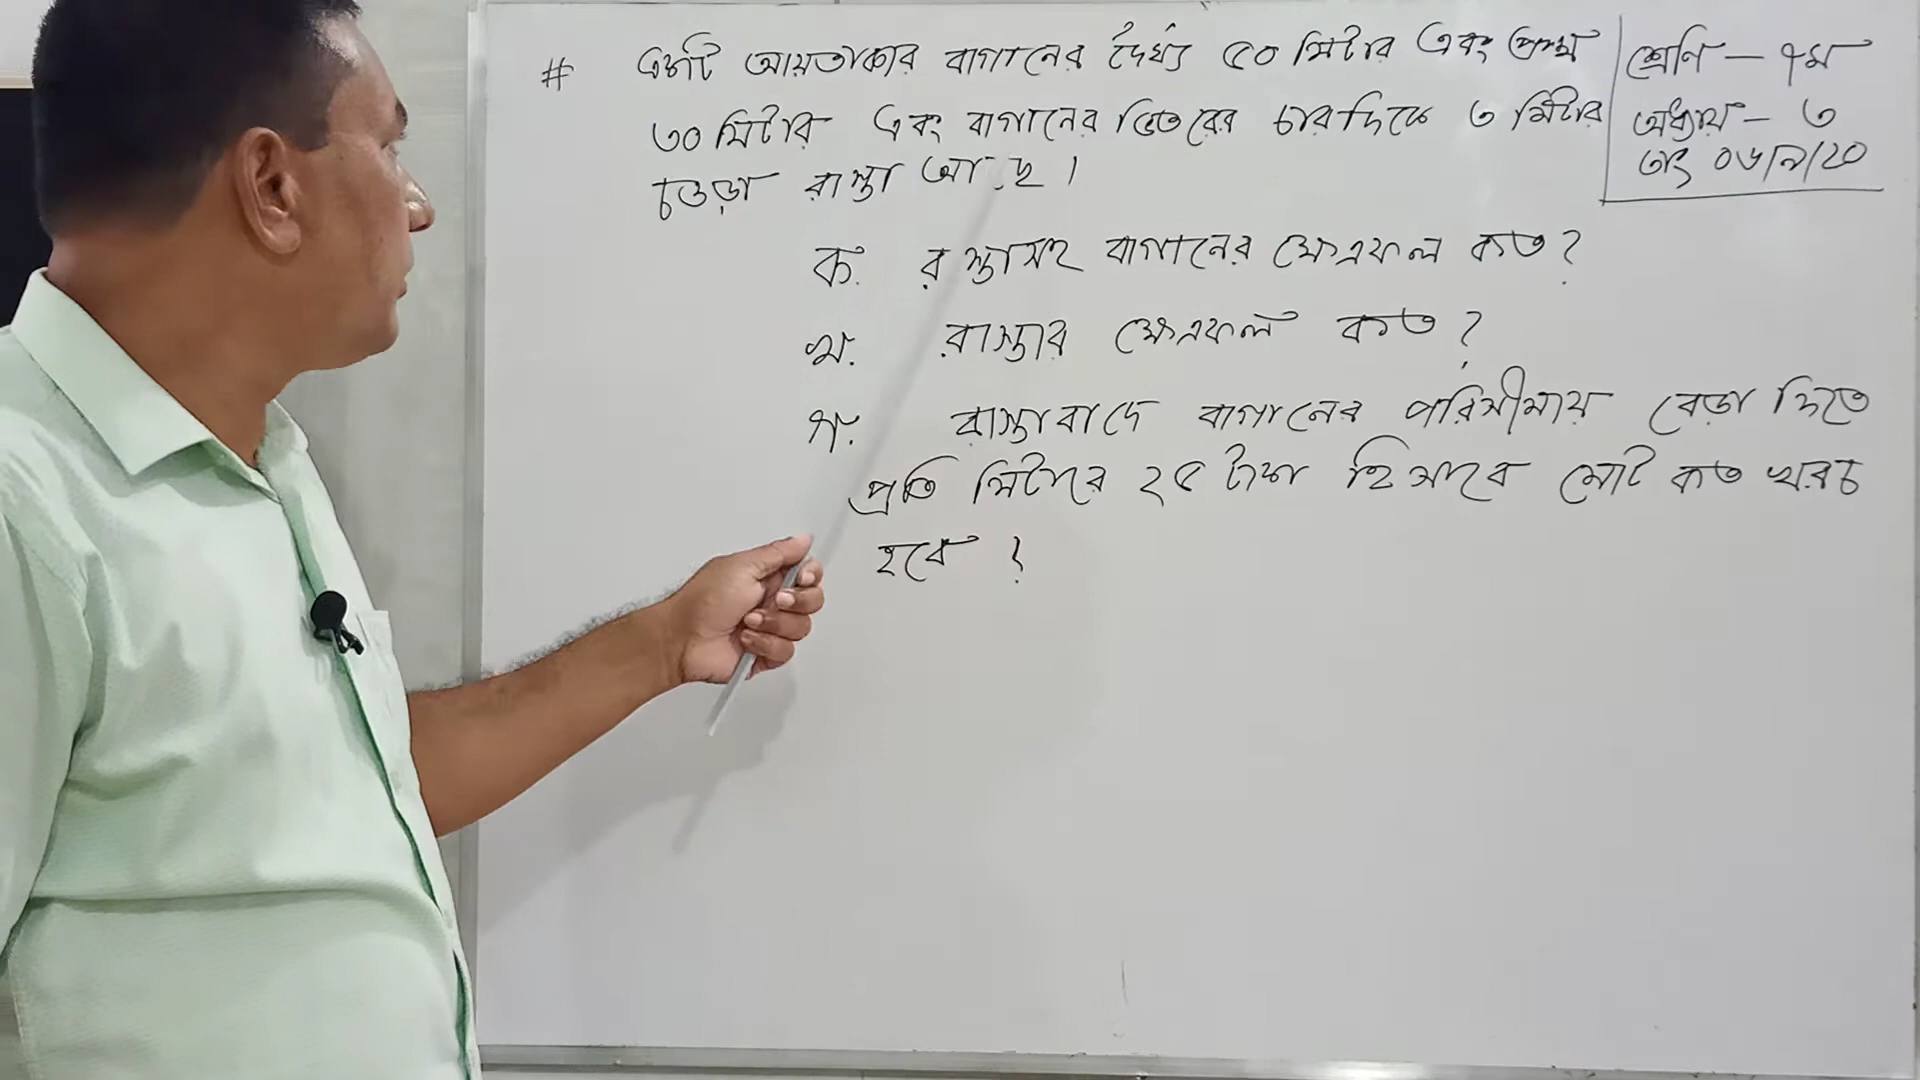 # একটি আয়তাকার বাগানের দৈর্ঘ্য ৫০ মিটার এবং প্রস্থ
৩০ মিটার এবং বাগানের ভিতরের চারদিকে ৩ মিটার
চওড়া রাস্তা আছে।
ক. রাস্তাসহ বাগানের ক্ষেত্রফল কত?
খ. রাস্তার ক্ষেত্রফল কত?
গ. রাস্তাবাদে বাগানের পরিসীমায় বেড়া দিতে
প্রতি মিটারে ২৫ টাকা হিসাবে মোট কত খরচ
হবে?
শ্রেণি - ৭ম
অধ্যায় - ৩
তাং ০৬/৯/২০